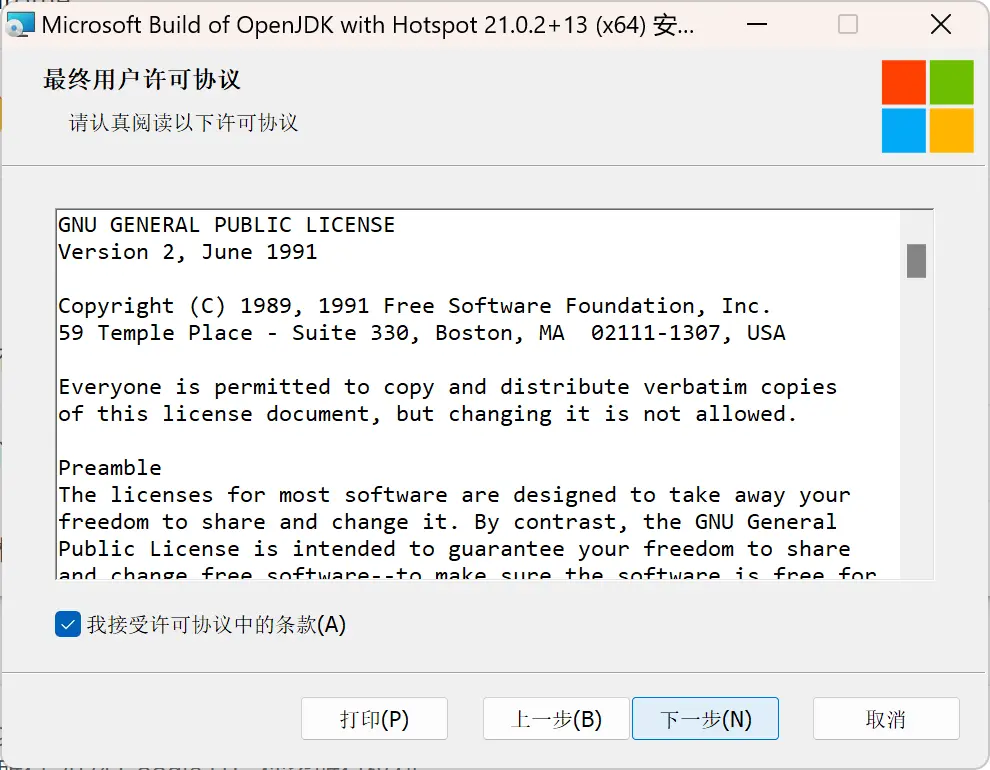 Microsoft Build of OpenJDK with Hotspot 21.0.2+13 (x64) 安...
最终用户许可协议
请认真阅读以下许可协议
GNU GENERAL PUBLIC LICENSE
Version 2, June 1991
Copyright (C) 1989, 1991 Free Software Foundation, Inc.
59 Temple Place - Suite 330, Boston, MA  02111-1307, USA
Everyone is permitted to copy and distribute verbatim copies
of this license document, but changing it is not allowed.
Preamble
The licenses for most software are designed to take away your
freedom to share and change it. By contrast, the GNU General
Public License is intended to guarantee your freedom to share
and change free software--to make sure the software is free for
我接受许可协议中的条款(A)
打印(P)
上一步(B)
下一步(N)
取消